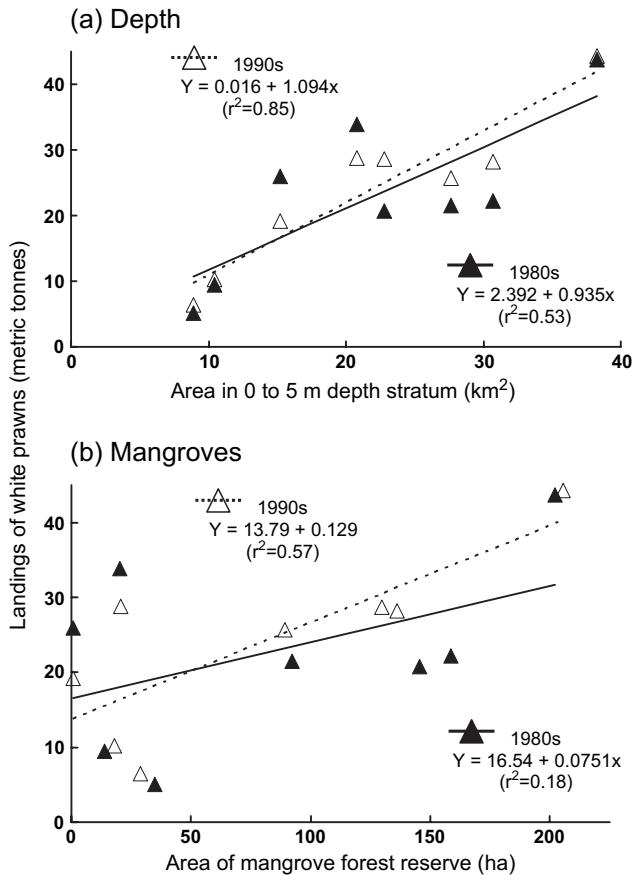 (a) Depth
1990s
Y = 0.016 + 1.094x
(r²=0.85)
1980s
Y = 2.392 + 0.935x
(r²=0.53)
40
30
20
10
0
0 10 20 30 40
Area in 0 to 5 m depth stratum (km²)
Landings of white prawns (metric tonnes)
(b) Mangroves
1990s
Y = 13.79 + 0.129
(r²=0.57)
1980s
Y = 16.54 + 0.0751x
(r²=0.18)
40
30
20
10
0
0 50 100 150 200
Area of mangrove forest reserve (ha)